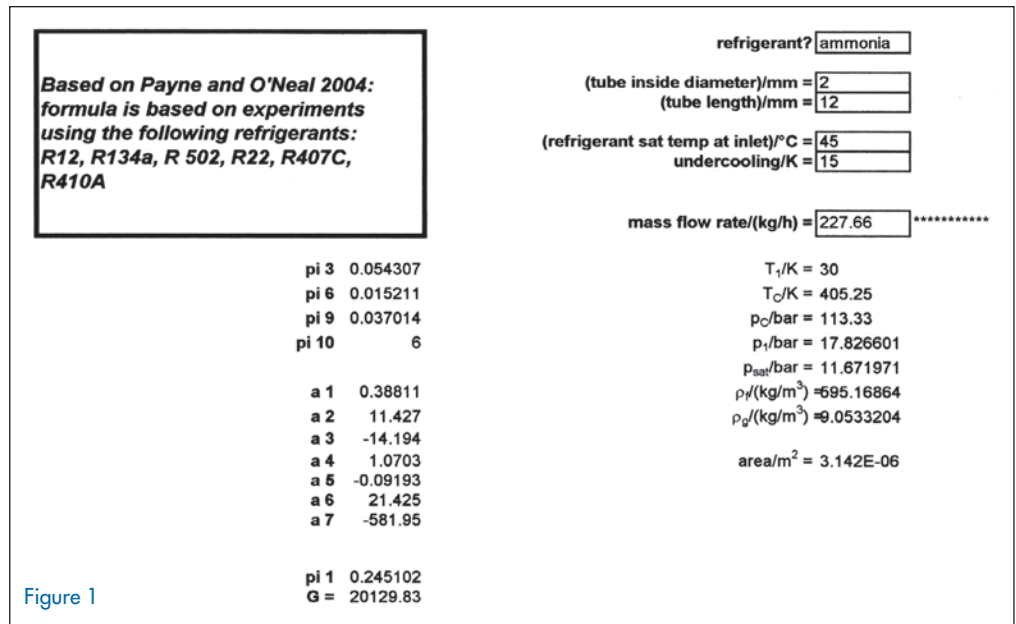 Based on Payne and O'Neal 2004:
formula is based on experiments
using the following refrigerants:
R12, R134a, R 502, R22, R407C,
R410A
refrigerant? ammonia
(tube inside diameter)/mm = 2
(tube length)/mm = 12
(refrigerant sat temp at inlet)/°C = 45
undercooling/K = 15
mass flow rate/(kg/h) = 227.66 ***********
pi 3 0.054307
pi 6 0.015211
pi 9 0.037014
pi 10 6
a 1 0.38811
a 2 11.427
a 3 -14.194
a 4 1.0703
a 5 -0.09193
a 6 21.425
a 7 -581.95
pi 1 0.245102
G = 20129.83
T₁/K = 30
T_C/K = 405.25
p_C/bar = 113.33
p₁/bar = 17.826601
p_sat/bar = 11.671971
ρ_f/(kg/m³) =595.16864
ρ_g/(kg/m³) =9.0533204
area/m² = 3.142E-06
Figure 1